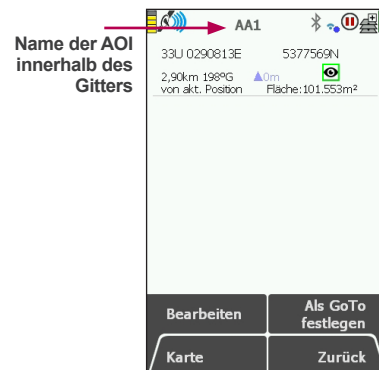 Name der AOI
innerhalb des
Gitters
AA1
33U 0290813E 5377569N
2,90km 198ºG ▲0m
von akt. Position Fläche:101.553m²
Bearbeiten
Als GoTo
festlegen
Karte
Zurück